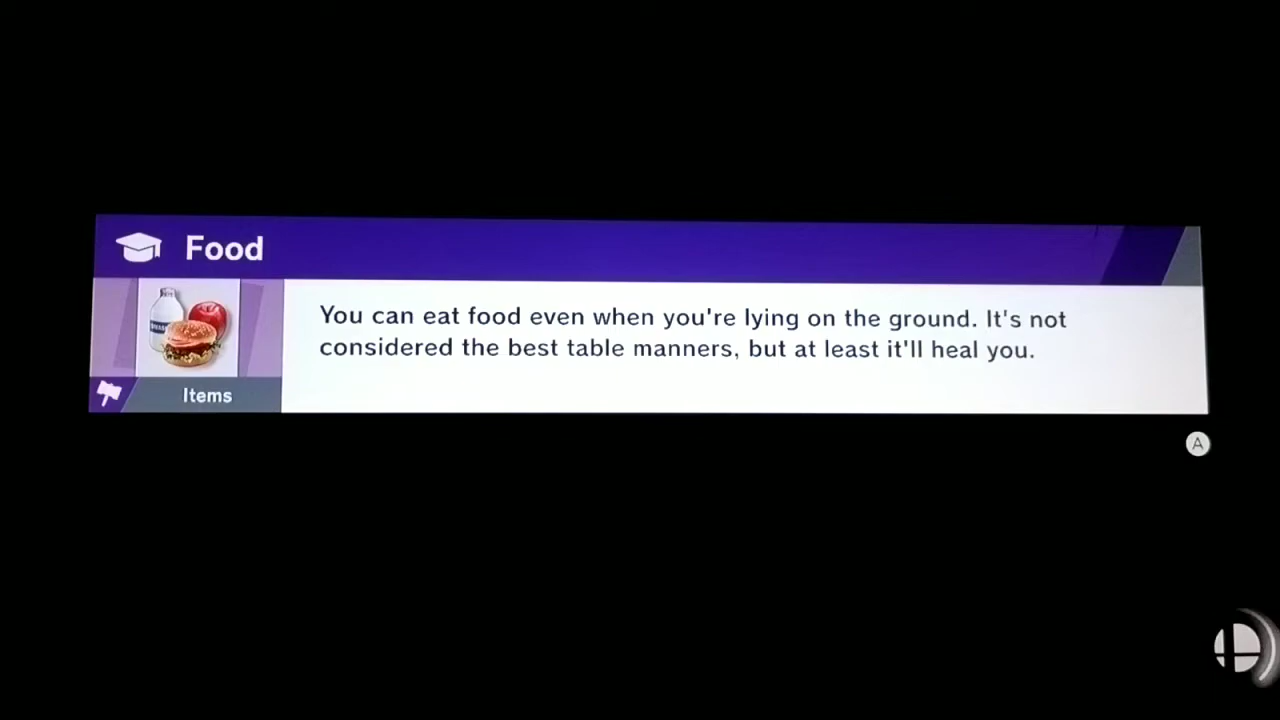 Food
You can eat food even when you're lying on the ground. It's not
considered the best table manners, but at least it'll heal you.
Items
A